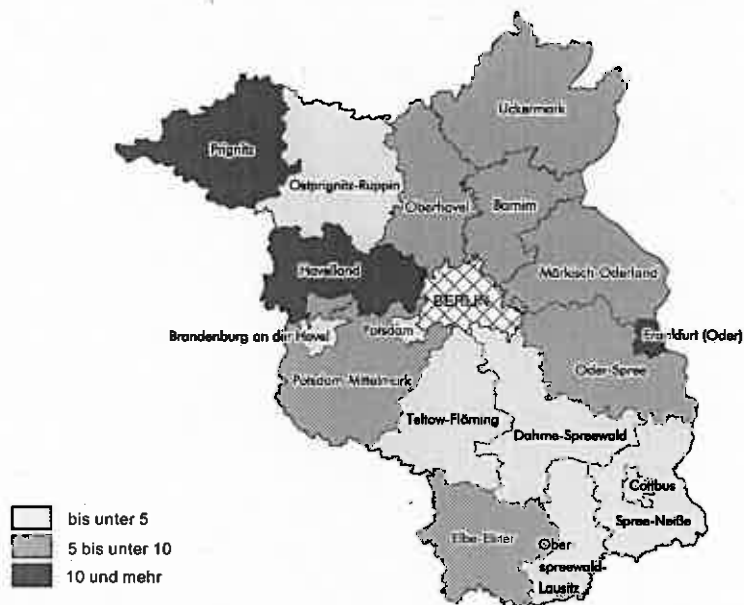 Uckermark
Prignitz
Ostprignitz-Ruppin
Oberhavel
Barnim
Havelland
Märkisch-Oderland
BERLIN
Brandenburg an der Havel
Potsdam
Frankfurt (Oder)
Potsdam-Mittelmark
Oder-Spree
Teltow-Fläming
Dahme-Spreewald
Cottbus
Spree-Neiße
Elbe-Elster
Ober
spreewald-
Lausitz
bis unter 5
5 bis unter 10
10 und mehr